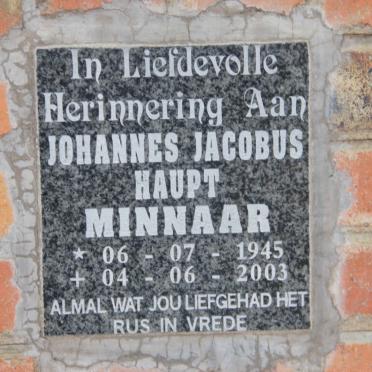 In Liefdevolle
Herinnering Aan
JOHANNES JACOBUS
HAUPT
MINNAAR
★ 06 - 07 - 1945
+ 04 - 06 - 2003
ALMAL WAT JOU LIEFGEHAD HET
RUS IN VREDE